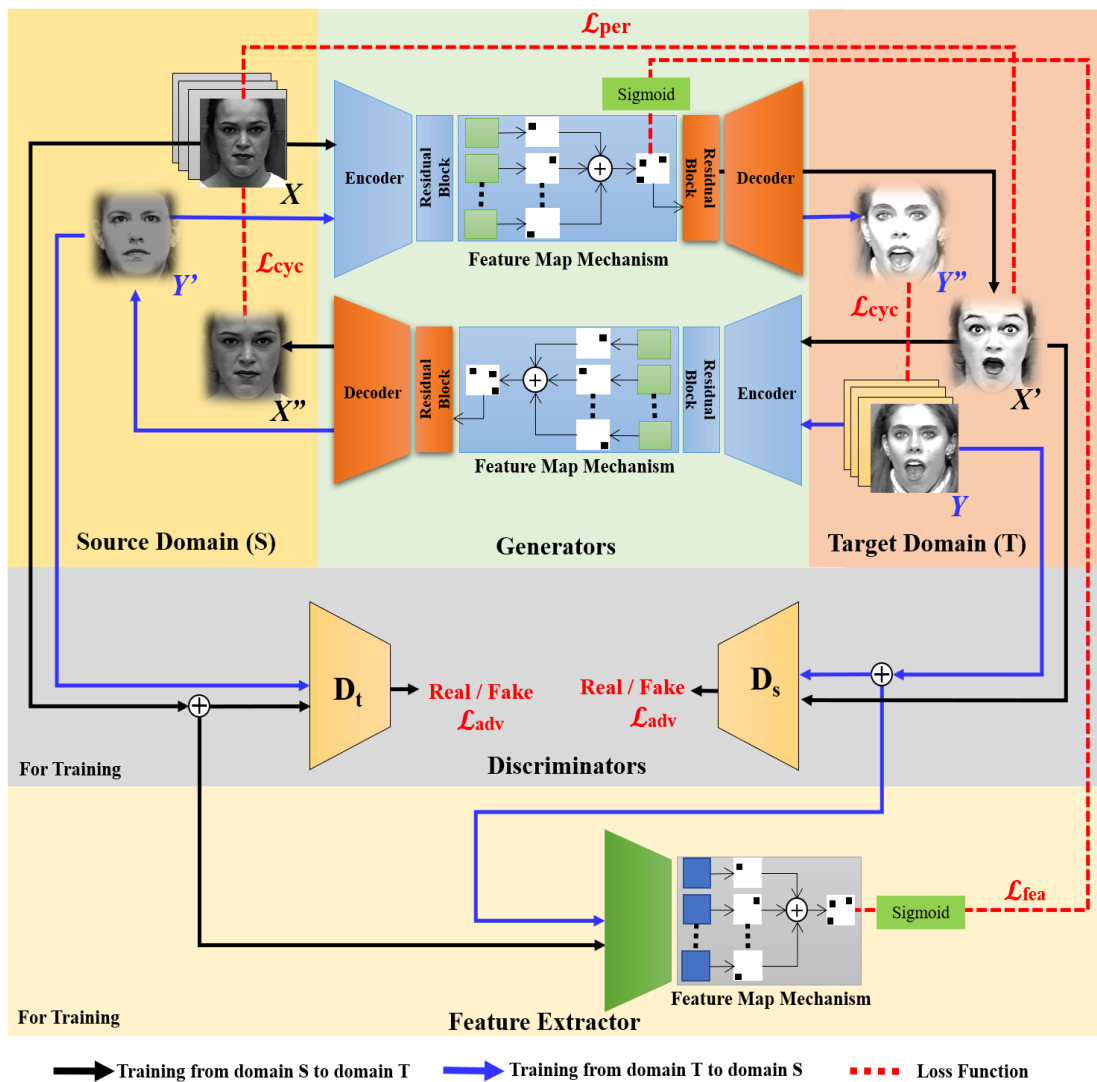 ℒper
Sigmoid
X
Encoder
Residual
Block
Feature Map Mechanism
Residual
Block
Decoder
Y'
ℒcyc
Y''
ℒcyc
X''
Decoder
Residual
Block
Feature Map Mechanism
Residual
Block
Encoder
X'
Y
Source Domain (S)
Generators
Target Domain (T)
Dt
Real / Fake
ℒadv
Real / Fake
ℒadv
Ds
For Training
Discriminators
Feature Map Mechanism
Sigmoid
ℒfea
For Training
Feature Extractor
Training from domain S to domain T
Training from domain T to domain S
Loss Function